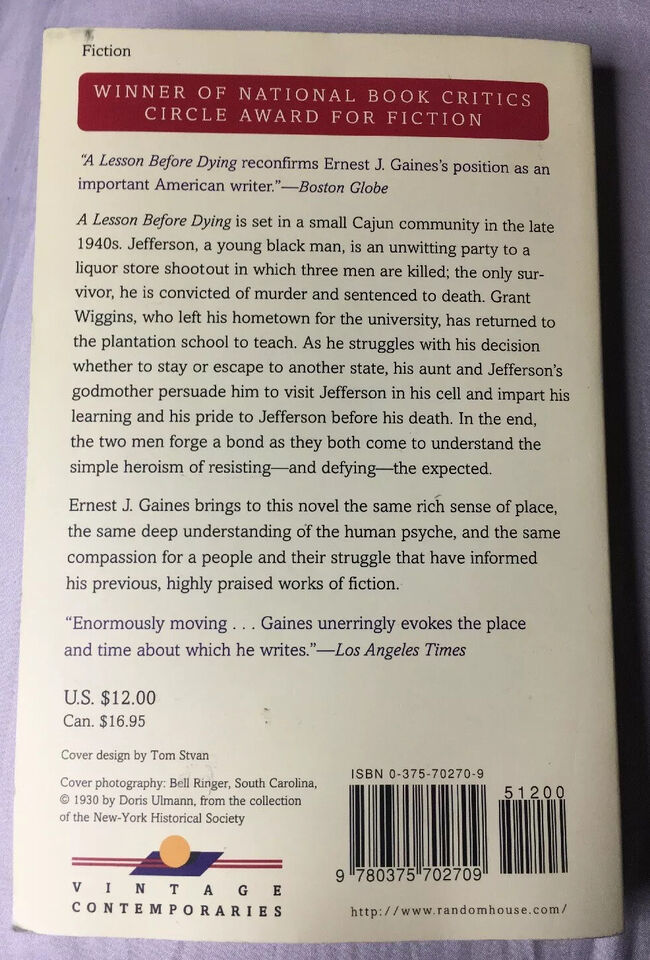 Fiction
WINNER OF NATIONAL BOOK CRITICS
CIRCLE AWARD FOR FICTION
“A Lesson Before Dying reconfirms Ernest J. Gaines’s position as an
important American writer.”—Boston Globe
A Lesson Before Dying is set in a small Cajun community in the late
1940s. Jefferson, a young black man, is an unwitting party to a
liquor store shootout in which three men are killed; the only sur-
vivor, he is convicted of murder and sentenced to death. Grant
Wiggins, who left his hometown for the university, has returned to
the plantation school to teach. As he struggles with his decision
whether to stay or escape to another state, his aunt and Jefferson’s
godmother persuade him to visit Jefferson in his cell and impart his
learning and his pride to Jefferson before his death. In the end,
the two men forge a bond as they both come to understand the
simple heroism of resisting—and defying—the expected.
Ernest J. Gaines brings to this novel the same rich sense of place,
the same deep understanding of the human psyche, and the same
compassion for a people and their struggle that have informed
his previous, highly praised works of fiction.
“Enormously moving . . . Gaines unerringly evokes the place
and time about which he writes.”—Los Angeles Times
U.S. $12.00
Can. $16.95
Cover design by Tom Stvan
Cover photography: Bell Ringer, South Carolina,
© 1930 by Doris Ulmann, from the collection
of the New-York Historical Society
VINTAGE
CONTEMPORARIES
ISBN 0-375-70270-9
51200
9 780375 702709
http://www.randomhouse.com/